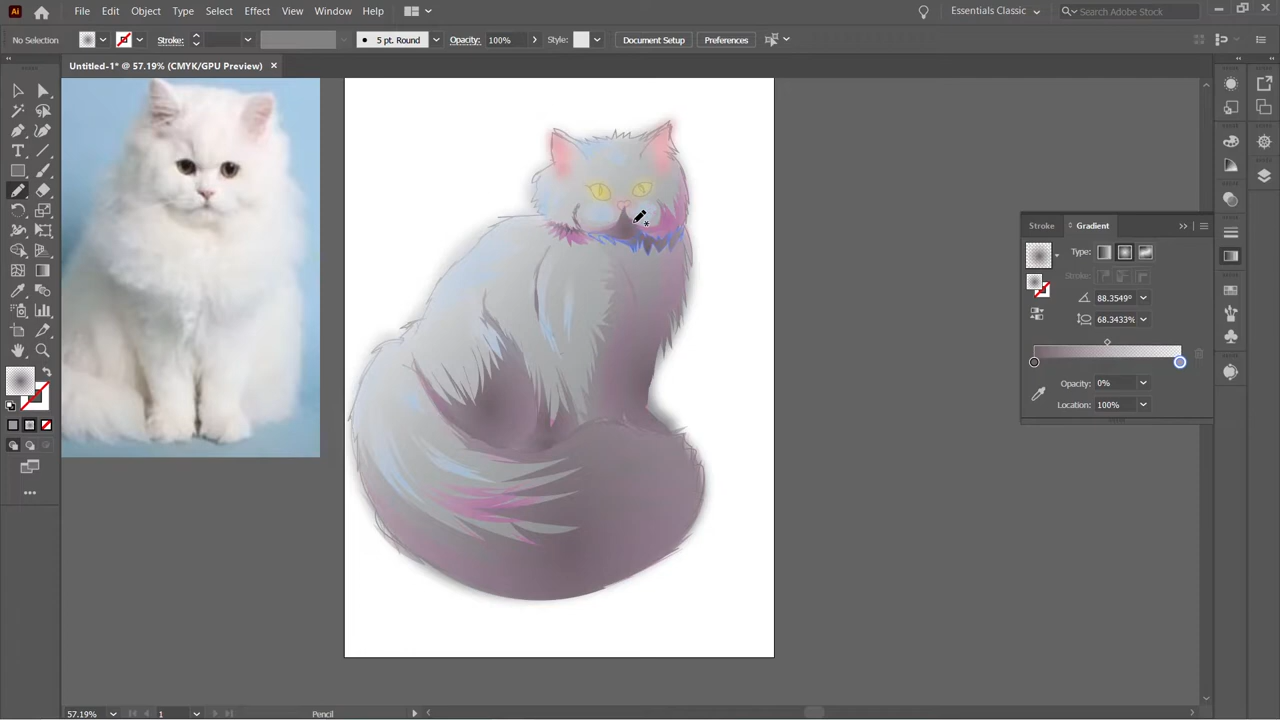 Ai File Edit Object Type Select Effect View Window Help Essentials Classic Search Adobe Stock
No Selection Stroke: 5 pt. Round Opacity: 100% Style: Document Setup Preferences
Untitled-1* @ 57.19% (CMYK/GPU Preview)
Stroke Gradient
Type:
Stroke:
88.3549°
68.3433%
Opacity: 0%
Location: 100%
57.19% 1 Pencil